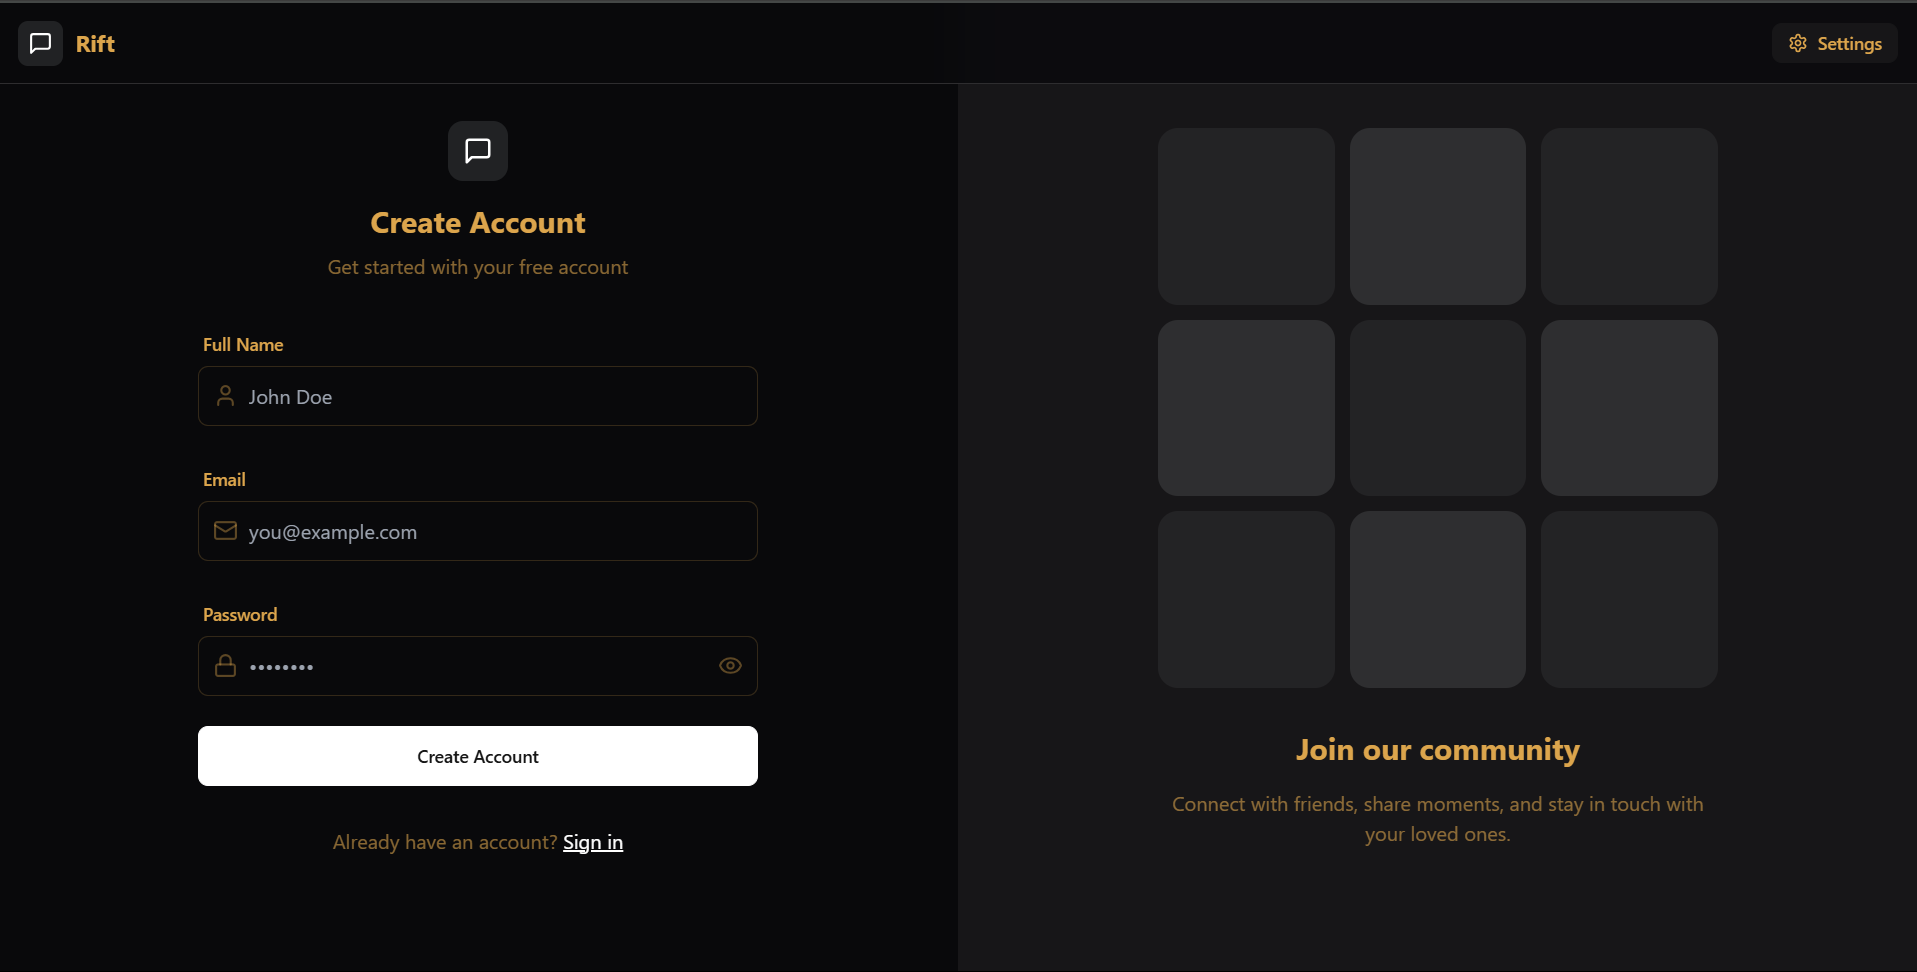 Rift
Settings
Create Account
Get started with your free account
Full Name
John Doe
Email
you@example.com
Password
••••••••
Create Account
Already have an account? Sign in
Join our community
Connect with friends, share moments, and stay in touch with
your loved ones.